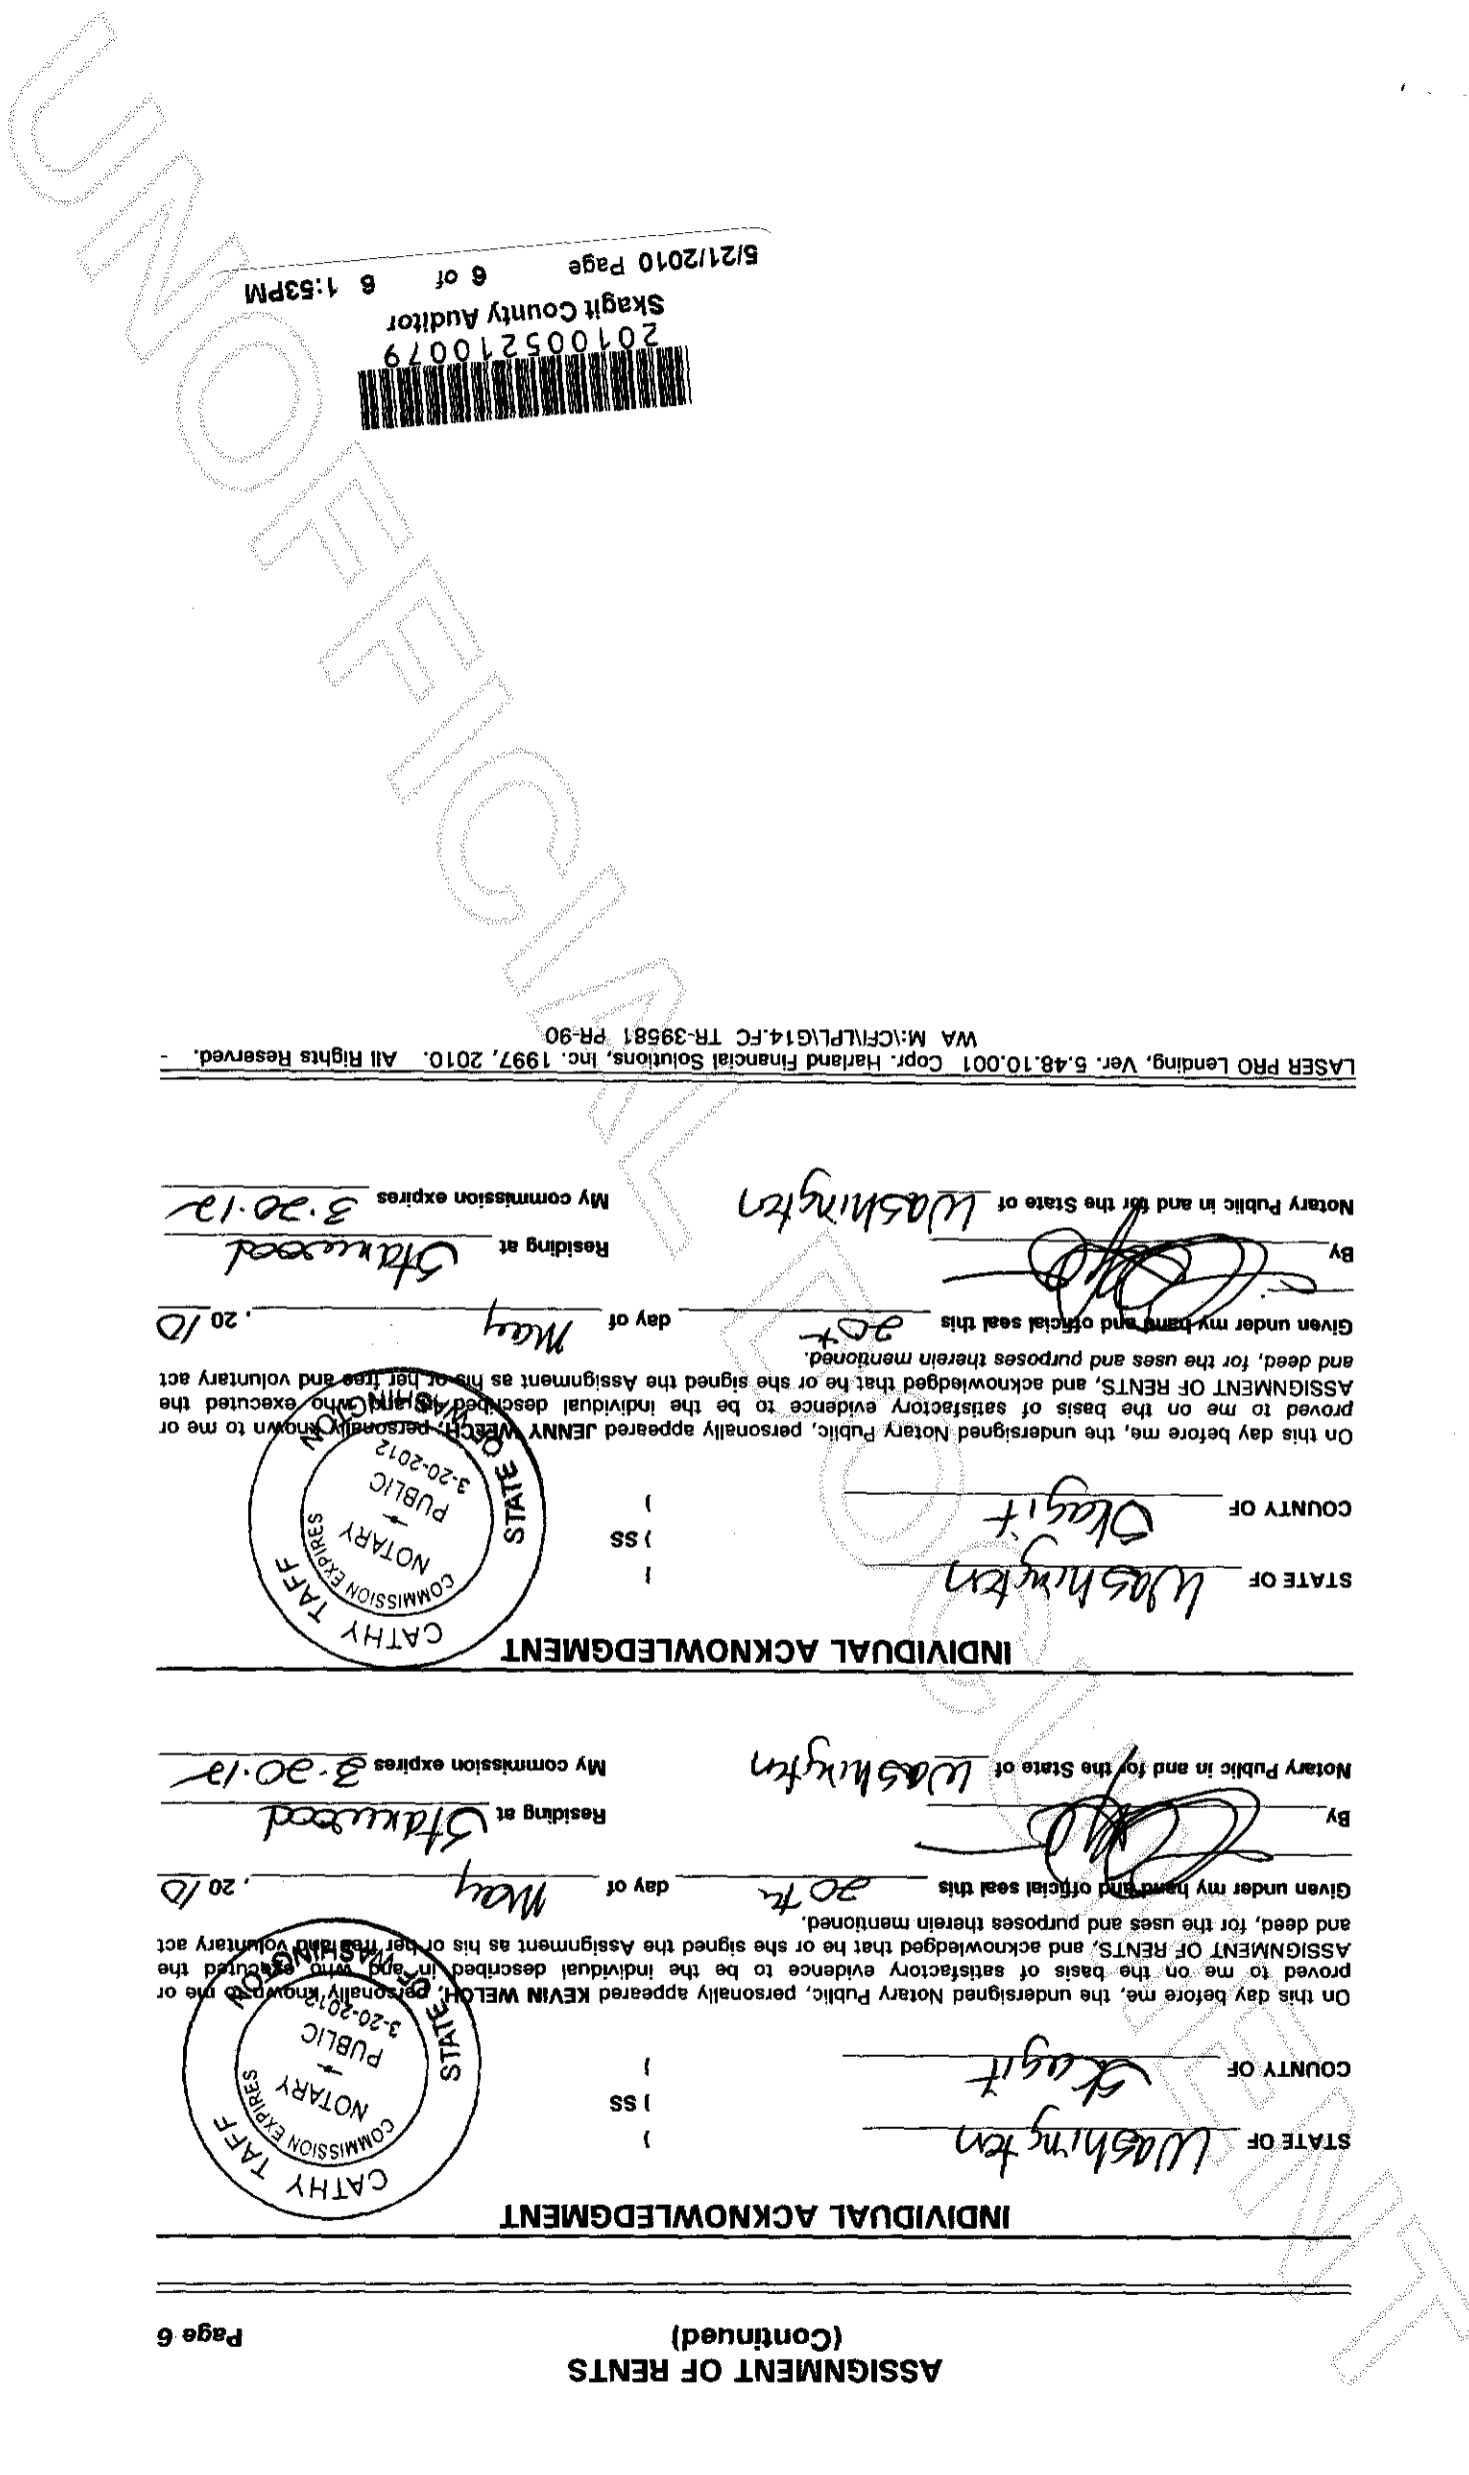 ASSIGNMENT OF RENTS
(Continued)
Page 6
INDIVIDUAL ACKNOWLEDGMENT
STATE OF Washington )
) SS
COUNTY OF Skagit )
On this day before me, the undersigned Notary Public, personally appeared KEVIN WELCH, personally known to me or
proved to me on the basis of satisfactory evidence to be the individual described in and who executed the
ASSIGNMENT OF RENTS, and acknowledged that he or she signed the Assignment as his or her free and voluntary act
and deed, for the uses and purposes therein mentioned.
Given under my hand and official seal this 20th day of May , 20 10
By
Residing at Stanwood
Notary Public in and for the State of Washington
My commission expires 3-20-12
CATHY TAFF
COMMISSION EXPIRES
NOTARY
PUBLIC
3-20-2012
STATE OF WASHINGTON
INDIVIDUAL ACKNOWLEDGMENT
STATE OF Washington )
) SS
COUNTY OF Skagit )
On this day before me, the undersigned Notary Public, personally appeared JENNY WELCH, personally known to me or
proved to me on the basis of satisfactory evidence to be the individual described in and who executed the
ASSIGNMENT OF RENTS, and acknowledged that he or she signed the Assignment as his or her free and voluntary act
and deed, for the uses and purposes therein mentioned.
Given under my hand and official seal this 20th day of May , 20 10
By
Residing at Stanwood
Notary Public in and for the State of Washington
My commission expires 3-20-12
CATHY TAFF
COMMISSION EXPIRES
NOTARY
PUBLIC
3-20-2012
STATE OF WASHINGTON
LASER PRO Lending, Ver. 5.48.10.001 Copr. Harland Financial Solutions, Inc. 1997, 2010. All Rights Reserved. -
WA M:\CFI\LPL\G14.FC TR-39581 PR-90
201005210079
Skagit County Auditor
5/21/2010 Page 6 of 6 1:53PM
UNOFFICIAL DOCUMENT